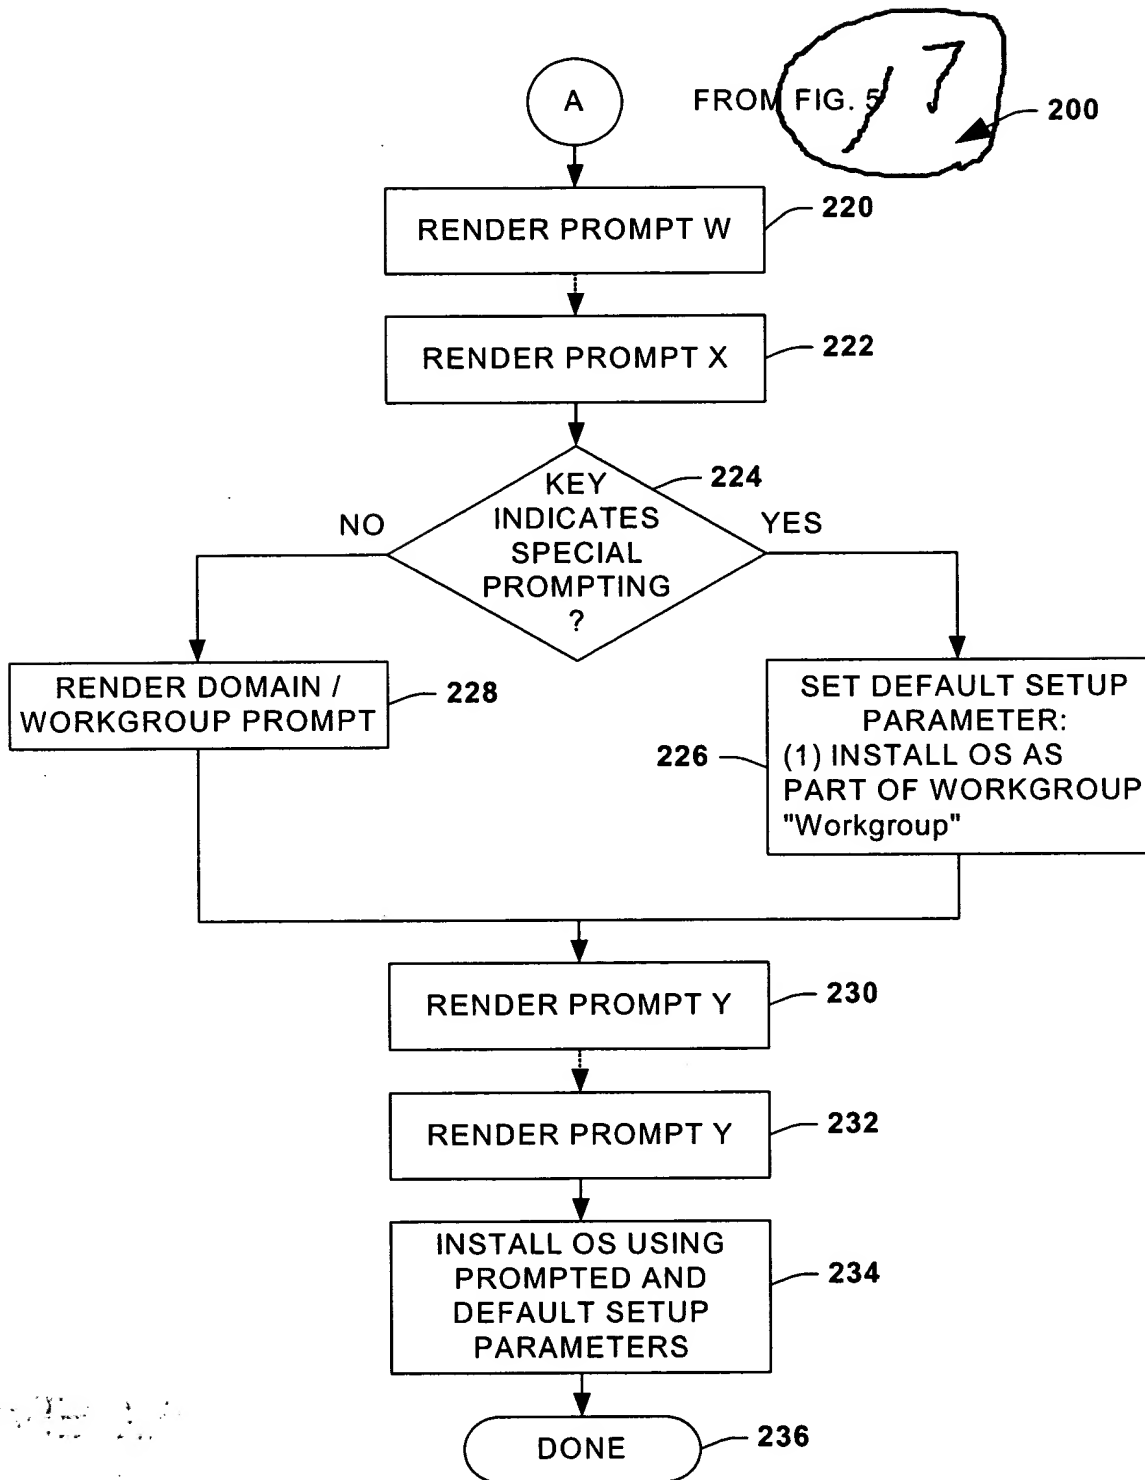 A
FROM FIG. 5
17
200
RENDER PROMPT W
220
RENDER PROMPT X
222
KEY
INDICATES
SPECIAL
PROMPTING
?
224
NO
YES
RENDER DOMAIN /
WORKGROUP PROMPT
228
SET DEFAULT SETUP
PARAMETER:
(1) INSTALL OS AS
PART OF WORKGROUP
"Workgroup"
226
RENDER PROMPT Y
230
RENDER PROMPT Y
232
INSTALL OS USING
PROMPTED AND
DEFAULT SETUP
PARAMETERS
234
DONE
236